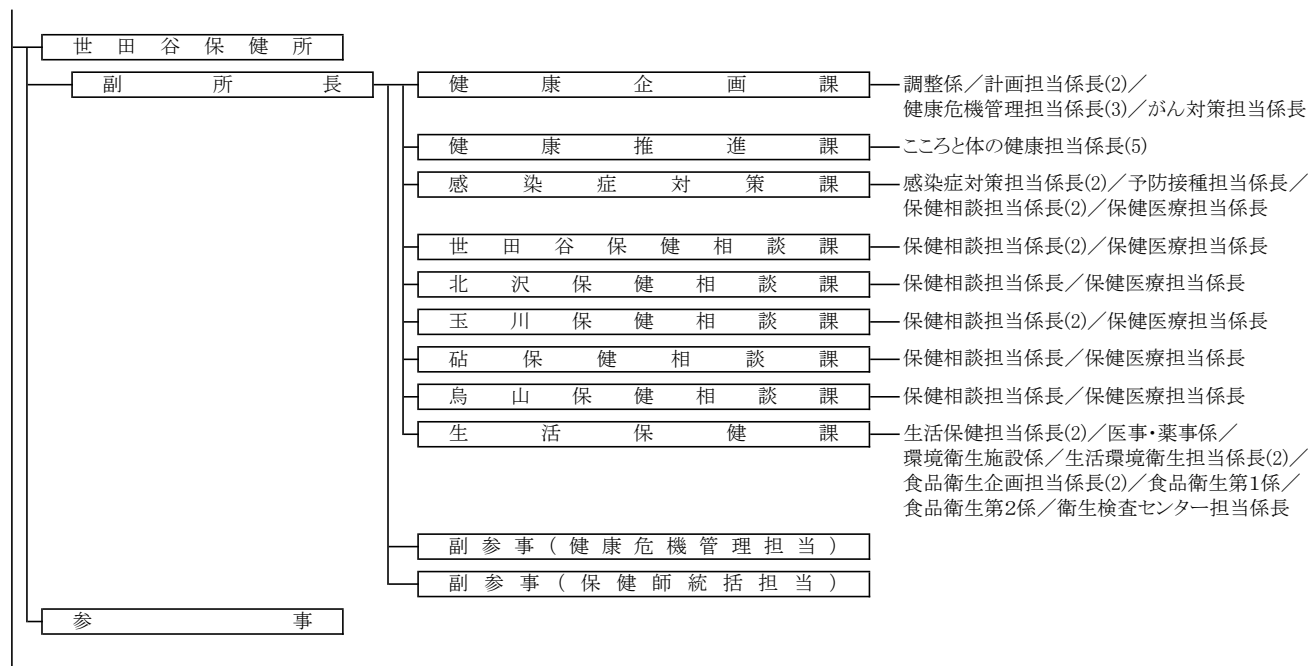 世田谷保健所
副所長
健康企画課
調整係／計画担当係長(2)／
健康危機管理担当係長(3)／がん対策担当係長
健康推進課
こころと体の健康担当係長(5)
感染症対策課
感染症対策担当係長(2)／予防接種担当係長／
保健相談担当係長(2)／保健医療担当係長
世田谷保健相談課
保健相談担当係長(2)／保健医療担当係長
北沢保健相談課
保健相談担当係長／保健医療担当係長
玉川保健相談課
保健相談担当係長(2)／保健医療担当係長
砧保健相談課
保健相談担当係長／保健医療担当係長
烏山保健相談課
保健相談担当係長／保健医療担当係長
生活保健課
生活保健担当係長(2)／医事・薬事係／
環境衛生施設係／生活環境衛生担当係長(2)／
食品衛生企画担当係長(2)／食品衛生第1係／
食品衛生第2係／衛生検査センター担当係長
副参事(健康危機管理担当)
副参事(保健師統括担当)
参事